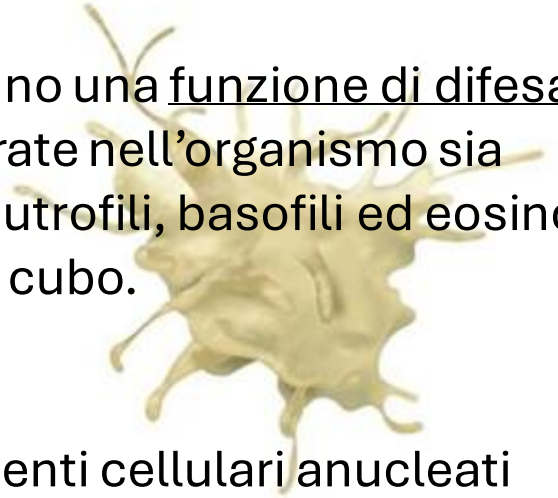 no una funzione di difesa
rate nell’organismo sia
utrofili, basofili ed eosino
cubo.
enti cellulari anucleati